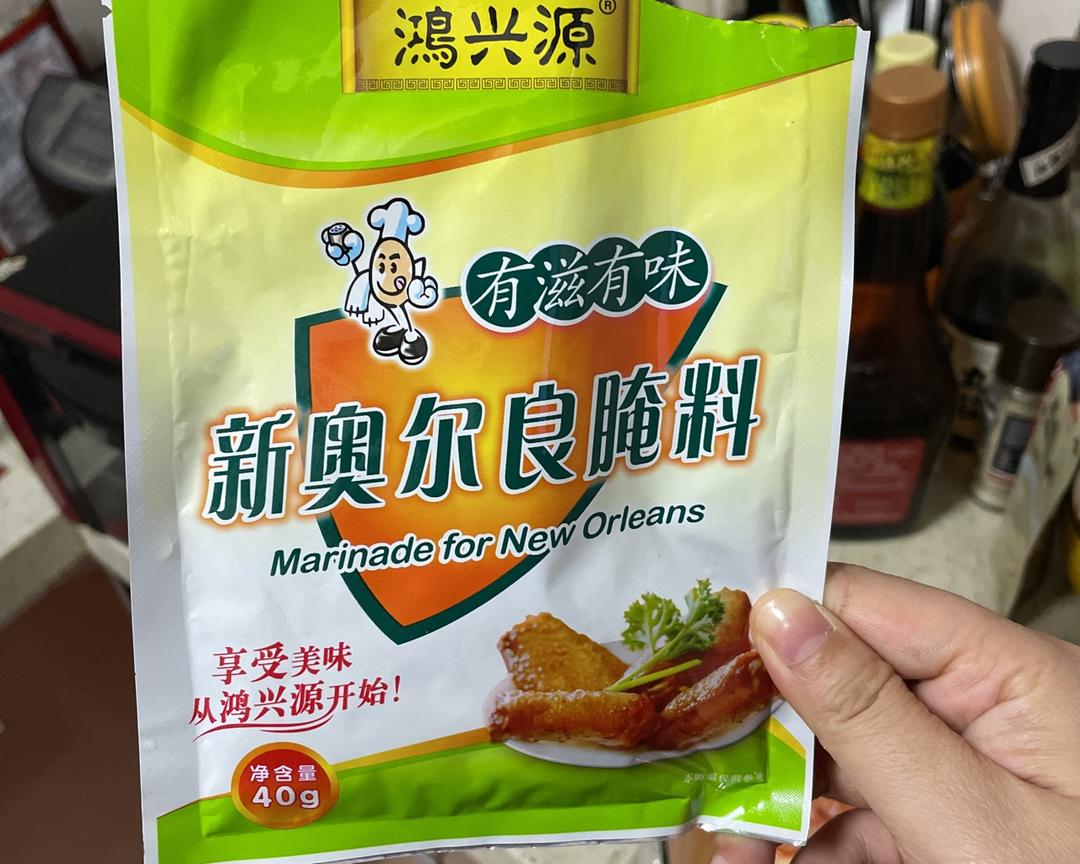 鸿兴源®
有滋有味
新奥尔良腌料
Marinade for New Orleans
享受美味
从鸿兴源开始!
净含量
40g